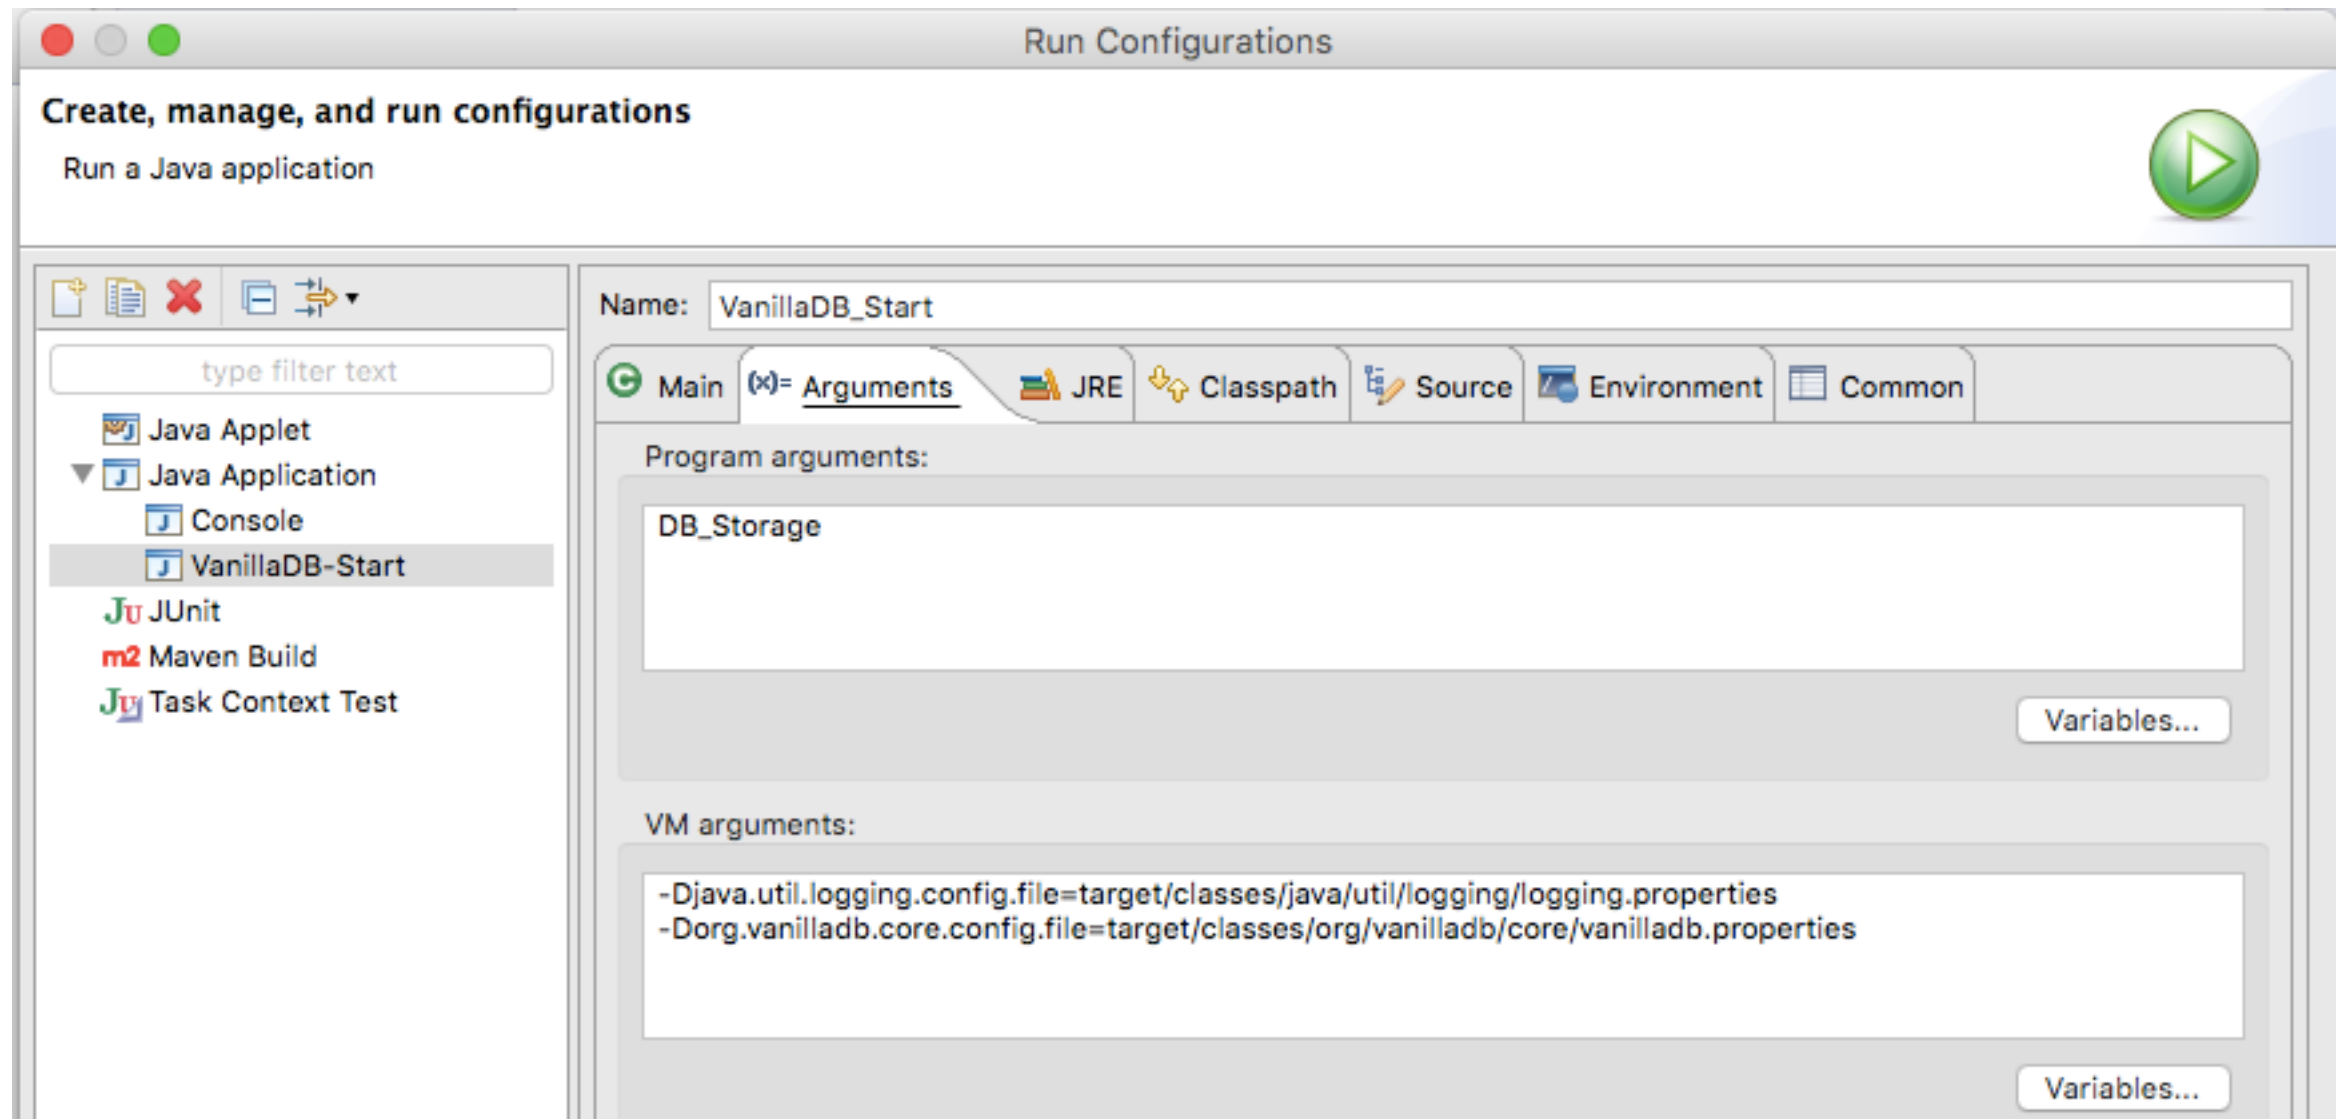 Run Configurations
Create, manage, and run configurations
Run a Java application
type filter text
Java Applet
Java Application
Console
VanillaDB-Start
JUnit
Maven Build
Task Context Test
Name: VanillaDB_Start
Main Arguments JRE Classpath Source Environment Common
Program arguments:
DB_Storage
Variables...
VM arguments:
-Djava.util.logging.config.file=target/classes/java/util/logging/logging.properties
-Dorg.vanilladb.core.config.file=target/classes/org/vanilladb/core/vanilladb.properties
Variables...